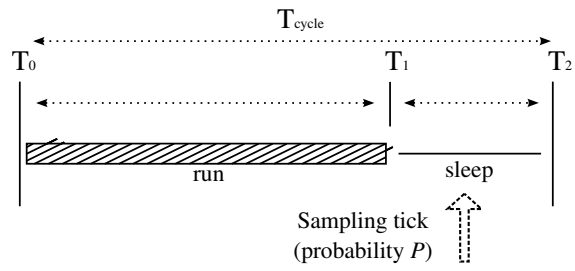 Tcycle
T0 T1 T2
run
sleep
Sampling tick
(probability P)